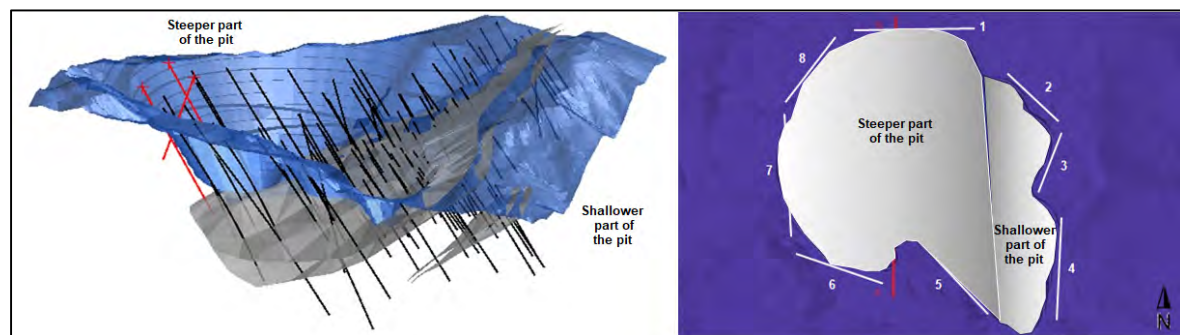 Steeper part
of the pit
Shallower
part of
the pit
1
8
2
Steeper part
of the pit
3
7
Shallower
part of
the pit
4
6
5
N